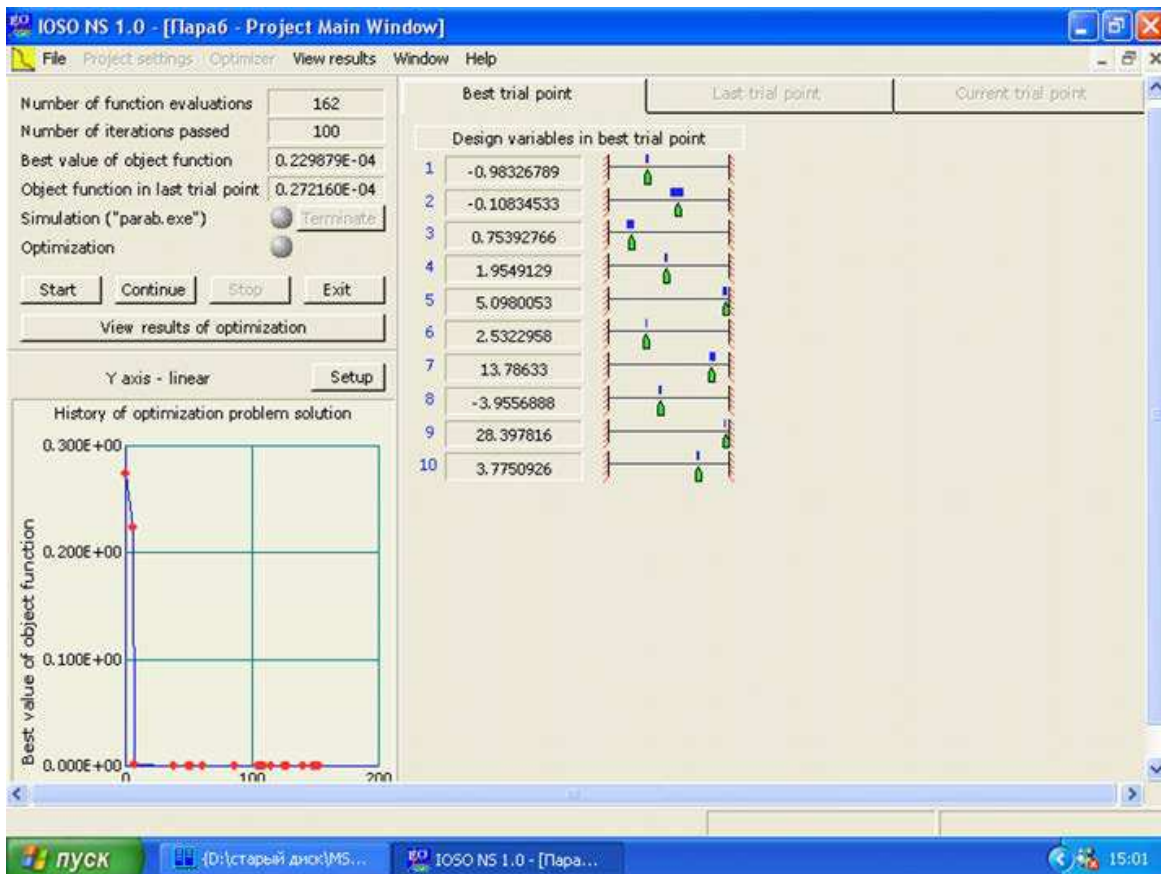 IOSO NS 1.0 - [Параб - Project Main Window]
File Project settings Optimizer View results Window Help
Number of function evaluations 162
Number of iterations passed 100
Best value of object function 0.229879E-04
Object function in last trial point 0.272160E-04
Simulation ("parab.exe") Terminate
Optimization
Start Continue Stop Exit
View results of optimization
Y axis - linear Setup
History of optimization problem solution
Best value of object function
0.300E+00
0.200E+00
0.100E+00
0.000E+00
0 100 200
Best trial point Last trial point Current trial point
Design variables in best trial point
1 -0.98326789
2 -0.10834533
3 0.75392766
4 1.9549129
5 5.0980053
6 2.5322958
7 13.78633
8 -3.9556888
9 28.397816
10 3.7750926
пуск {D:\старый диск\MS... IOSO NS 1.0 - [Пара... 15:01